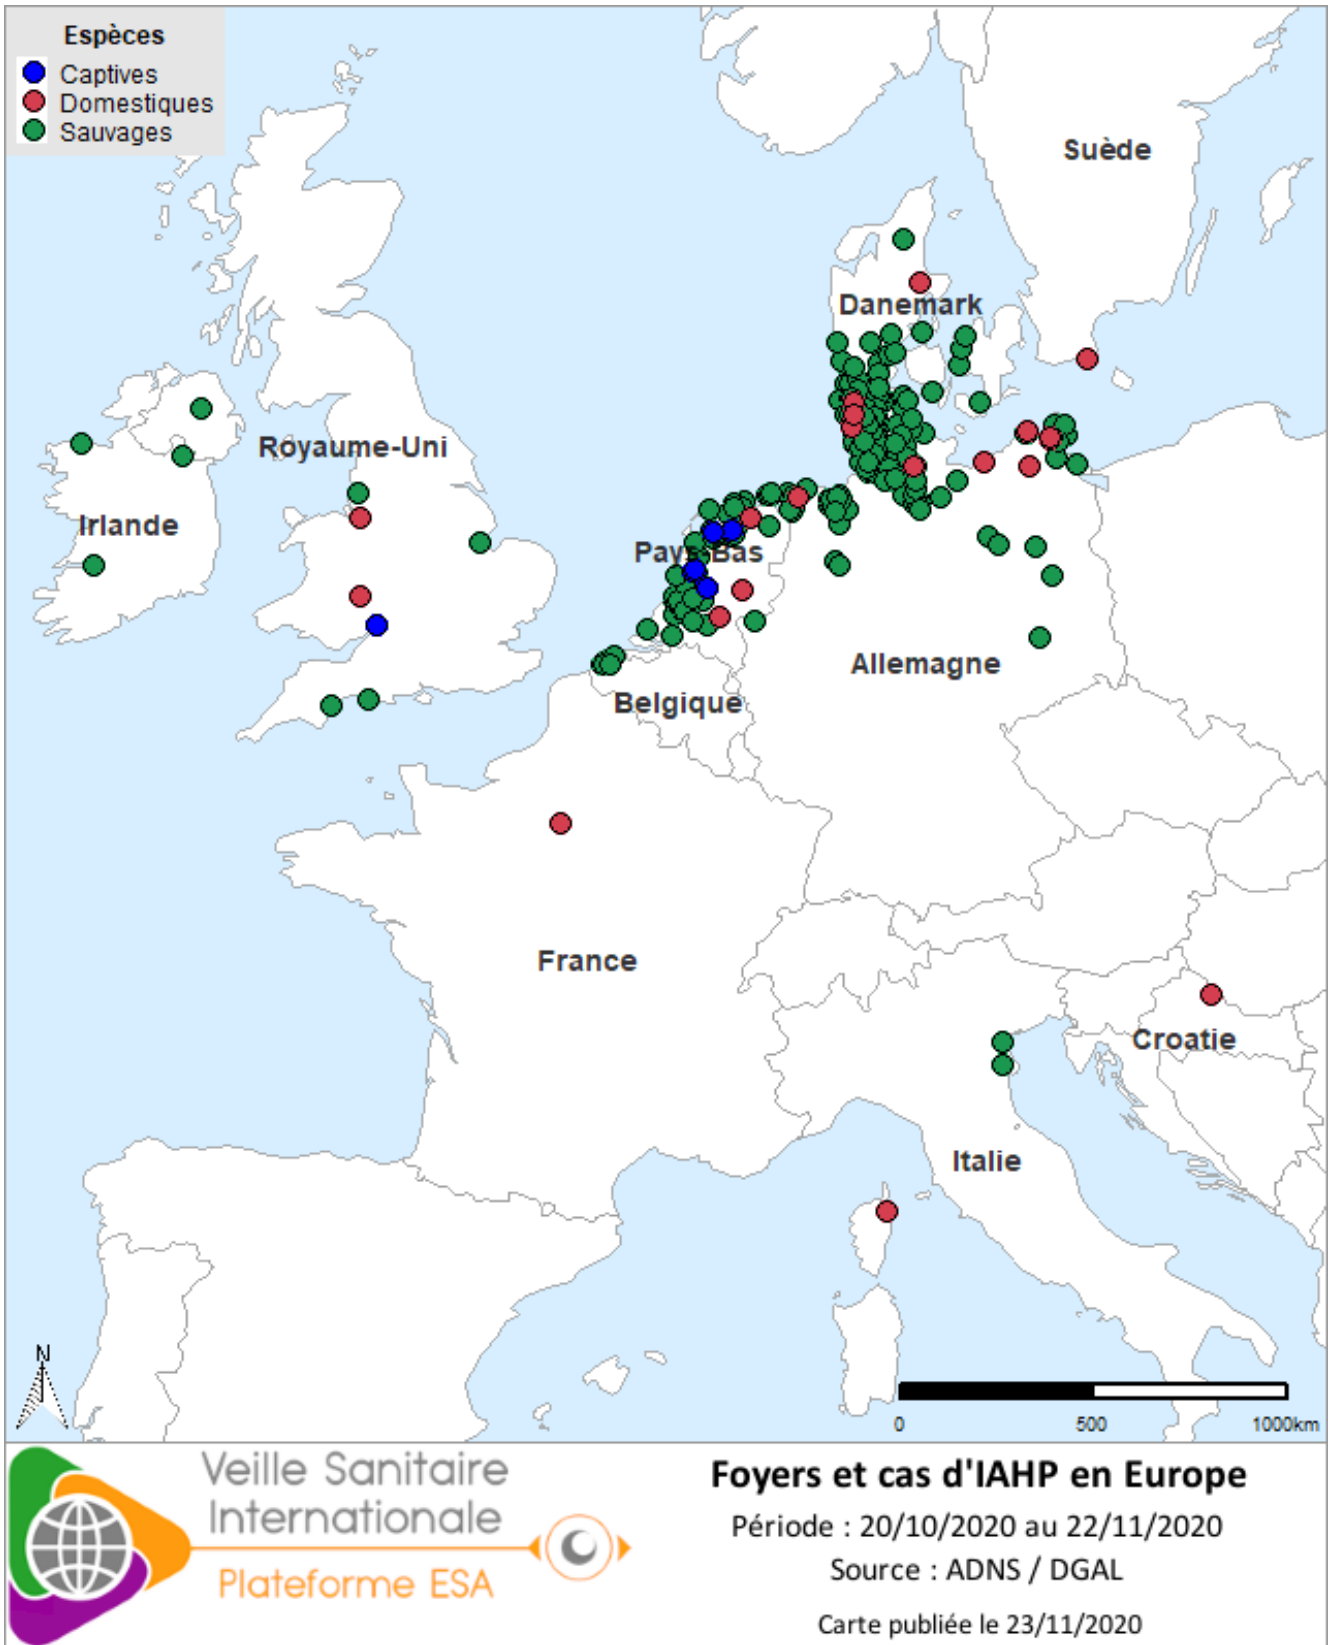 Espèces
Captives
Domestiques
Sauvages
Suède
Danemark
Royaume-Uni
Irlande
Pays-Bas
Allemagne
Belgique
France
Croatie
Italie
N
0 500 1000km
Veille Sanitaire
Internationale
Plateforme ESA
Foyers et cas d'IAHP en Europe
Période : 20/10/2020 au 22/11/2020
Source : ADNS / DGAL
Carte publiée le 23/11/2020